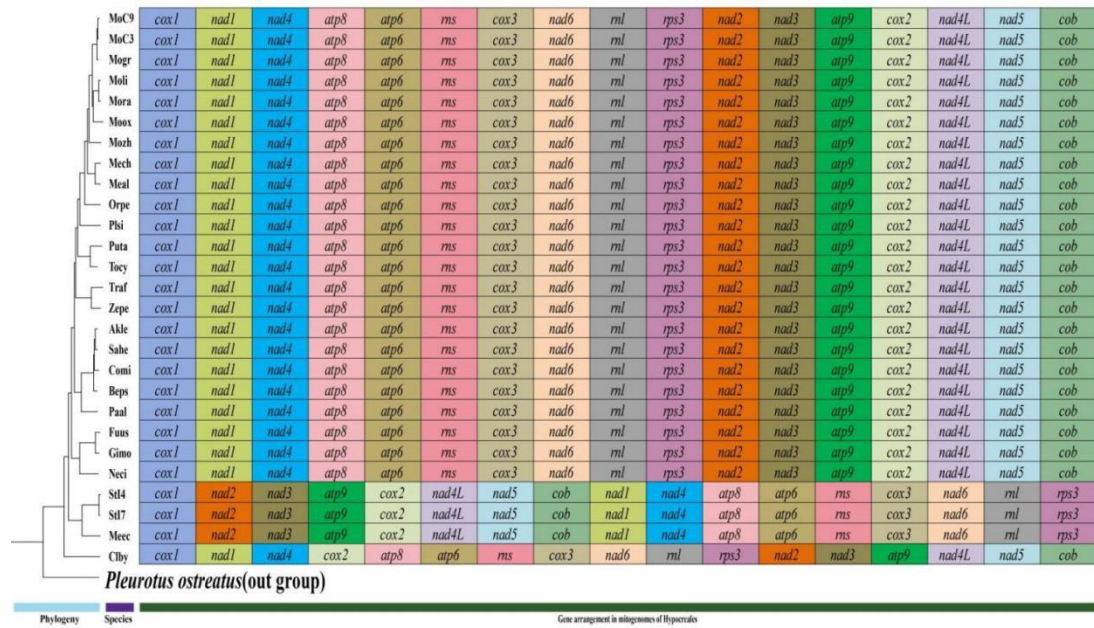 MoC9 cox1 nad1 nad4 atp8 atp6 rns cox3 nad6 rnl rps3 nad2 nad3 atp9 cox2 nad4L nad5 cob
MoC3 cox1 nad1 nad4 atp8 atp6 rns cox3 nad6 rnl rps3 nad2 nad3 atp9 cox2 nad4L nad5 cob
Mogr cox1 nad1 nad4 atp8 atp6 rns cox3 nad6 rnl rps3 nad2 nad3 atp9 cox2 nad4L nad5 cob
Moli cox1 nad1 nad4 atp8 atp6 rns cox3 nad6 rnl rps3 nad2 nad3 atp9 cox2 nad4L nad5 cob
Mora cox1 nad1 nad4 atp8 atp6 rns cox3 nad6 rnl rps3 nad2 nad3 atp9 cox2 nad4L nad5 cob
Moox cox1 nad1 nad4 atp8 atp6 rns cox3 nad6 rnl rps3 nad2 nad3 atp9 cox2 nad4L nad5 cob
Mozh cox1 nad1 nad4 atp8 atp6 rns cox3 nad6 rnl rps3 nad2 nad3 atp9 cox2 nad4L nad5 cob
Mech cox1 nad1 nad4 atp8 atp6 rns cox3 nad6 rnl rps3 nad2 nad3 atp9 cox2 nad4L nad5 cob
Meal cox1 nad1 nad4 atp8 atp6 rns cox3 nad6 rnl rps3 nad2 nad3 atp9 cox2 nad4L nad5 cob
Orpe cox1 nad1 nad4 atp8 atp6 rns cox3 nad6 rnl rps3 nad2 nad3 atp9 cox2 nad4L nad5 cob
Plsi cox1 nad1 nad4 atp8 atp6 rns cox3 nad6 rnl rps3 nad2 nad3 atp9 cox2 nad4L nad5 cob
Puta cox1 nad1 nad4 atp8 atp6 rns cox3 nad6 rnl rps3 nad2 nad3 atp9 cox2 nad4L nad5 cob
Tocy cox1 nad1 nad4 atp8 atp6 rns cox3 nad6 rnl rps3 nad2 nad3 atp9 cox2 nad4L nad5 cob
Traf cox1 nad1 nad4 atp8 atp6 rns cox3 nad6 rnl rps3 nad2 nad3 atp9 cox2 nad4L nad5 cob
Zepe cox1 nad1 nad4 atp8 atp6 rns cox3 nad6 rnl rps3 nad2 nad3 atp9 cox2 nad4L nad5 cob
Akle cox1 nad1 nad4 atp8 atp6 rns cox3 nad6 rnl rps3 nad2 nad3 atp9 cox2 nad4L nad5 cob
Sahe cox1 nad1 nad4 atp8 atp6 rns cox3 nad6 rnl rps3 nad2 nad3 atp9 cox2 nad4L nad5 cob
Comi cox1 nad1 nad4 atp8 atp6 rns cox3 nad6 rnl rps3 nad2 nad3 atp9 cox2 nad4L nad5 cob
Beps cox1 nad1 nad4 atp8 atp6 rns cox3 nad6 rnl rps3 nad2 nad3 atp9 cox2 nad4L nad5 cob
Paal cox1 nad1 nad4 atp8 atp6 rns cox3 nad6 rnl rps3 nad2 nad3 atp9 cox2 nad4L nad5 cob
Fuus cox1 nad1 nad4 atp8 atp6 rns cox3 nad6 rnl rps3 nad2 nad3 atp9 cox2 nad4L nad5 cob
Gimo cox1 nad1 nad4 atp8 atp6 rns cox3 nad6 rnl rps3 nad2 nad3 atp9 cox2 nad4L nad5 cob
Neci cox1 nad1 nad4 atp8 atp6 rns cox3 nad6 rnl rps3 nad2 nad3 atp9 cox2 nad4L nad5 cob
Stl4 cox1 nad2 nad3 atp9 cox2 nad4L nad5 cob nad1 nad4 atp8 atp6 rns cox3 nad6 rnl rps3
Stl7 cox1 nad2 nad3 atp9 cox2 nad4L nad5 cob nad1 nad4 atp8 atp6 rns cox3 nad6 rnl rps3
Meec cox1 nad2 nad3 atp9 cox2 nad4L nad5 cob nad1 nad4 atp8 atp6 rns cox3 nad6 rnl rps3
Clby cox1 nad1 nad4 cox2 atp8 atp6 rns cox3 nad6 rnl rps3 nad2 nad3 atp9 nad4L nad5 cob
Pleurotus ostreatus(out group)
Phylogeny Species Gene arrangement in mitogenomes of Hypocreales